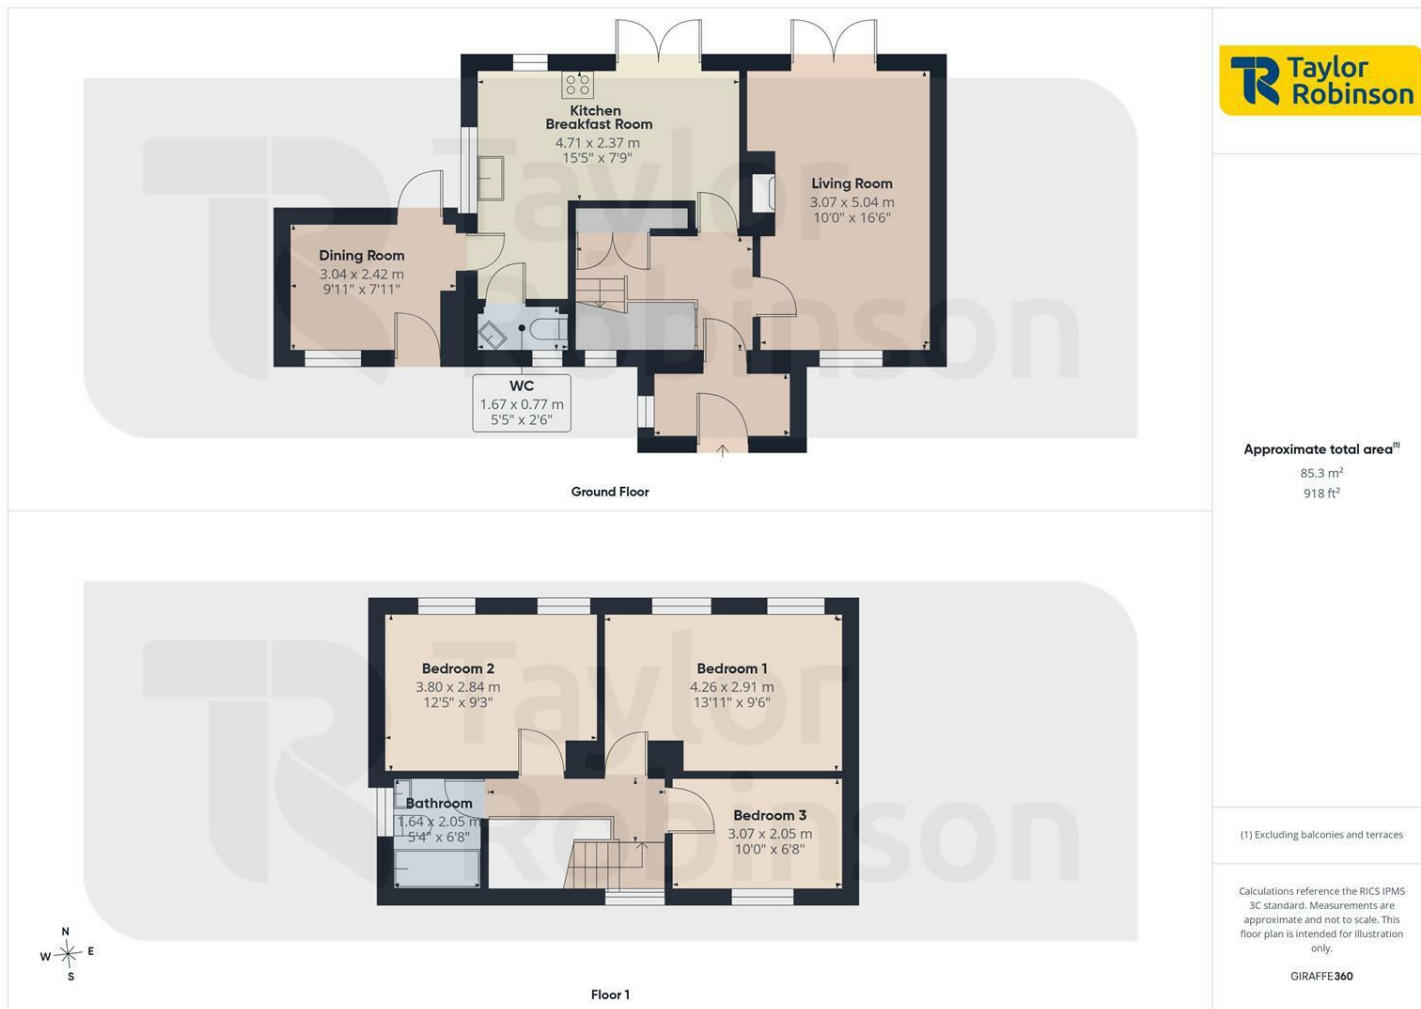 Taylor
Robinson
Kitchen
Breakfast Room
4.71 x 2.37 m
15'5" x 7'9"
Living Room
3.07 x 5.04 m
10'0" x 16'6"
Dining Room
3.04 x 2.42 m
9'11" x 7'11"
WC
1.67 x 0.77 m
5'5" x 2'6"
Taylor
Robinson
Ground Floor
Bedroom 2
3.80 x 2.84 m
12'5" x 9'3"
Bedroom 1
4.26 x 2.91 m
13'11" x 9'6"
Bathroom
1.64 x 2.05 m
5'4" x 6'8"
Bedroom 3
3.07 x 2.05 m
10'0" x 6'8"
Taylor
Robinson
N
W E
S
Floor 1
Approximate total area(1)
85.3 m²
918 ft²
(1) Excluding balconies and terraces
Calculations reference the RICS IPMS
3C standard. Measurements are
approximate and not to scale. This
floor plan is intended for illustration
only.
GIRAFFE360